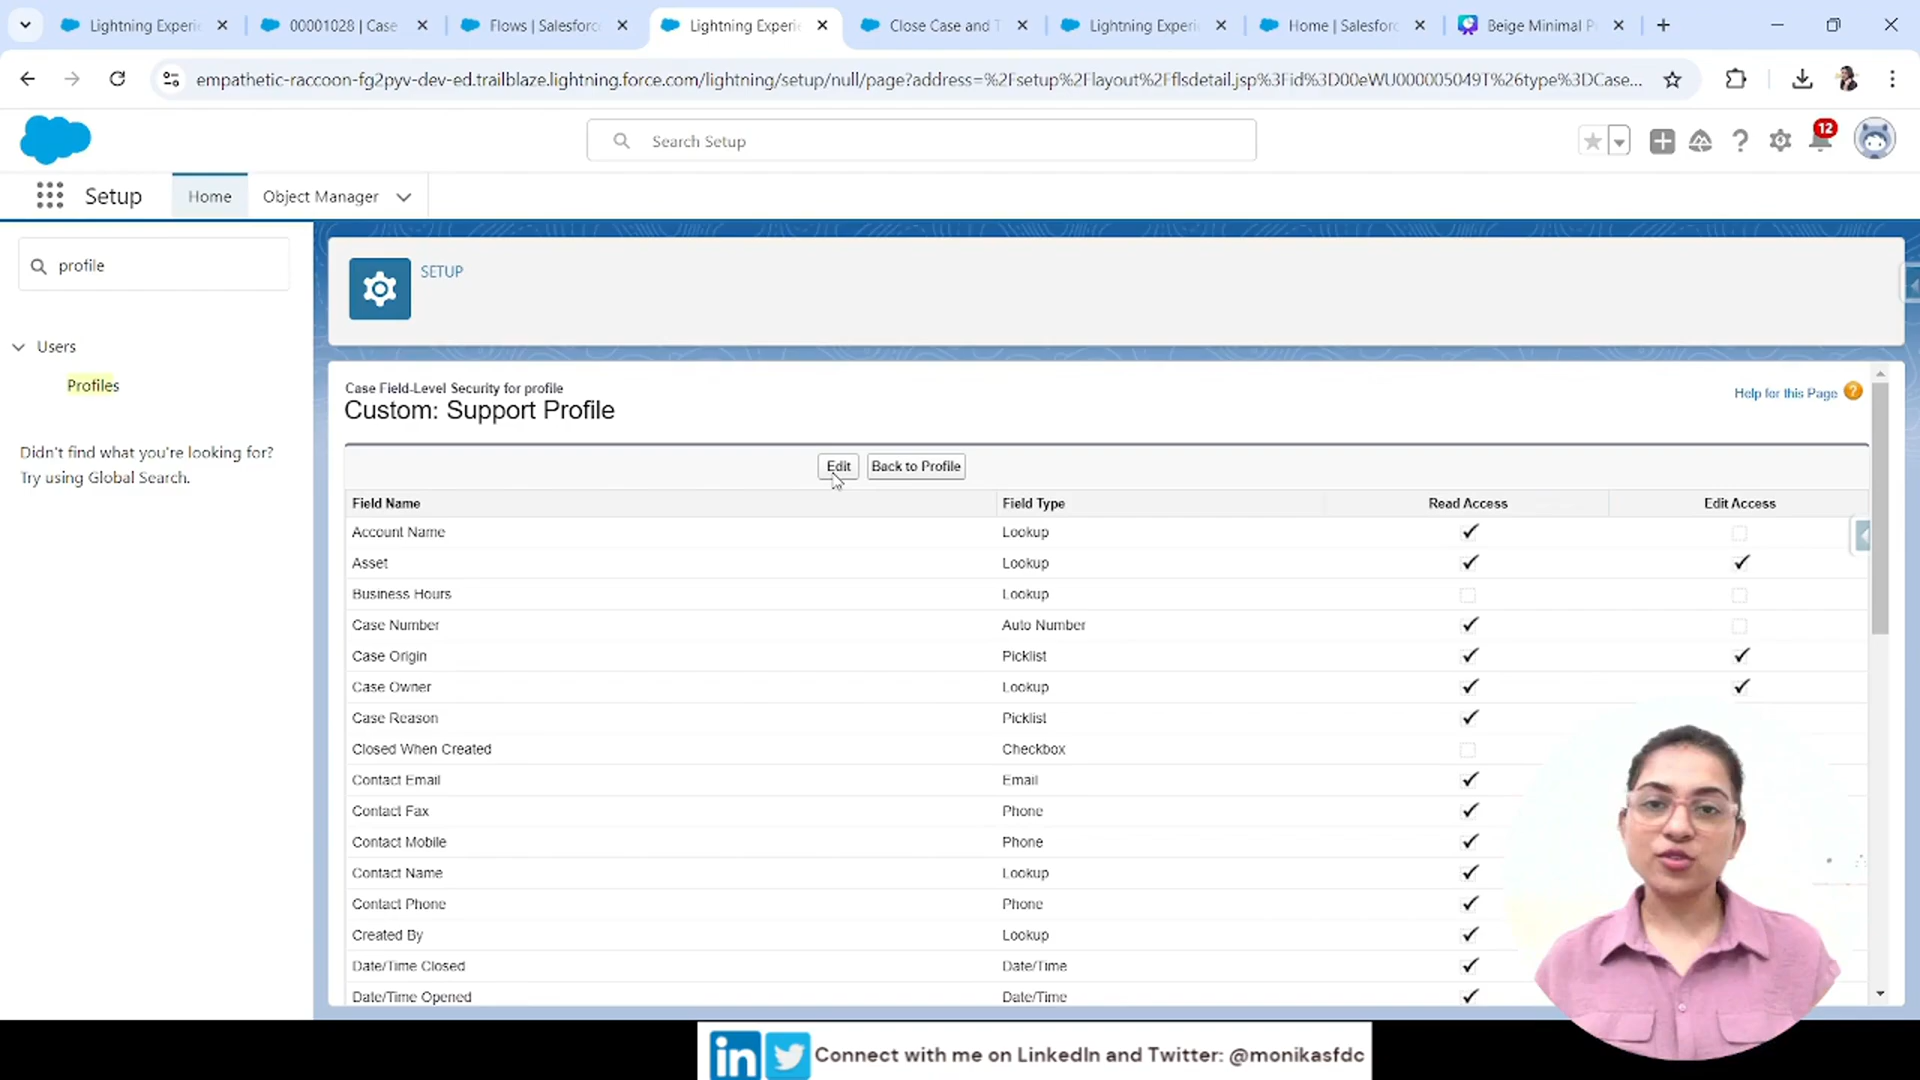 Lightning Experie
00001028 | Case
Flows | Salesforc
Lightning Experie
Close Case and T
Lightning Experi
Home | Salesforc
Beige Minimal P
empathetic-raccoon-fg2pyv-dev-ed.trailblaze.lightning.force.com/lightning/setup/null/page?address=%2Fsetup%2Flayout%2Fflsdetail.jsp%3Fid%3D00eWU000005049T%26type%3DCase...
Search Setup
12
Setup
Home
Object Manager
profile
Users
Profiles
Didn't find what you're looking for?
Try using Global Search.
SETUP
Case Field-Level Security for profile
Custom: Support Profile
Help for this Page
Edit Back to Profile
Field Name Field Type Read Access Edit Access
Account Name Lookup
Asset Lookup
Business Hours Lookup
Case Number Auto Number
Case Origin Picklist
Case Owner Lookup
Case Reason Picklist
Closed When Created Checkbox
Contact Email Email
Contact Fax Phone
Contact Mobile Phone
Contact Name Lookup
Contact Phone Phone
Created By Lookup
Date/Time Closed Date/Time
Date/Time Opened Date/Time
in Connect with me on LinkedIn and Twitter: @monikasfdc